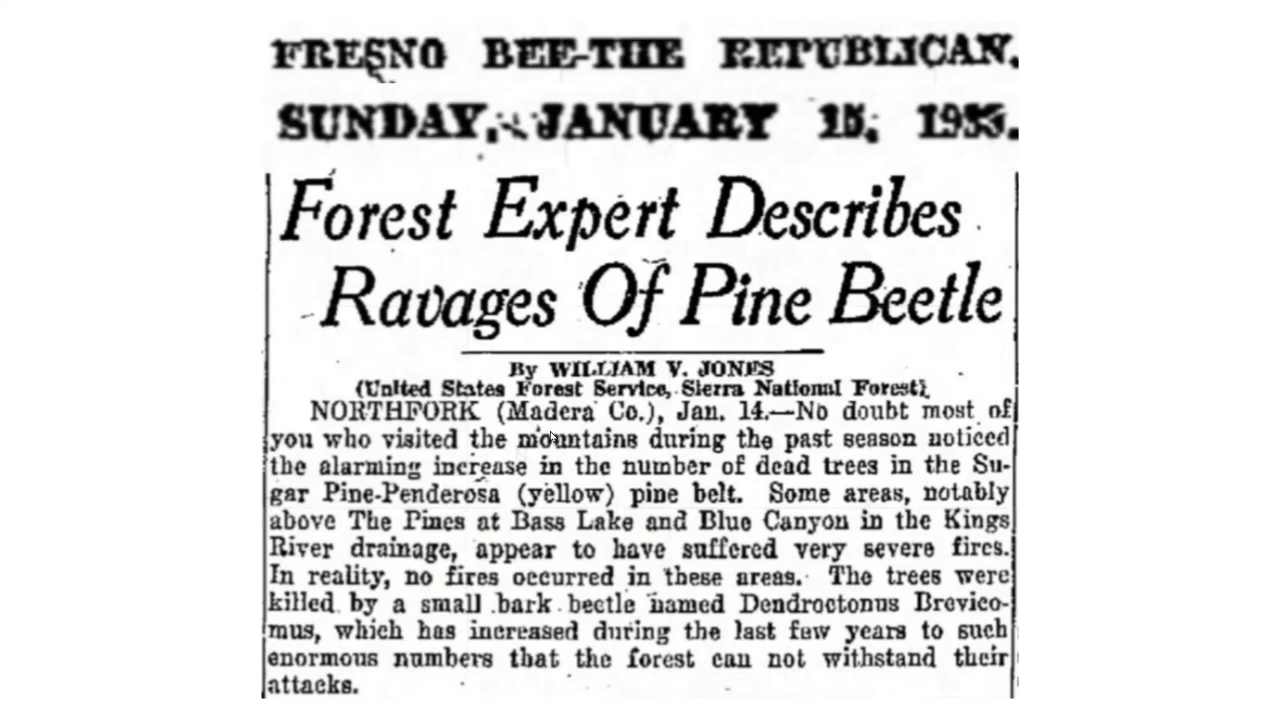 FRESNO BEE-THE REPUBLICAN.
SUNDAY, JANUARY 15, 1933.
Forest Expert Describes
Ravages Of Pine Beetle
By WILLIAM V. JONES
(United States Forest Service, Sierra National Forest).
NORTHFORK (Madera Co.), Jan. 14.—No doubt most of
you who visited the mountains during the past season noticed
the alarming increase in the number of dead trees in the Su-
gar Pine-Penderosa (yellow) pine belt. Some areas, notably
above The Pines at Bass Lake and Blue Canyon in the Kings
River drainage, appear to have suffered very severe fires.
In reality, no fires occurred in these areas. The trees were
killed by a small bark beetle named Dendroctonus Brevico-
mus, which has increased during the last few years to such
enormous numbers that the forest can not withstand their
attacks.